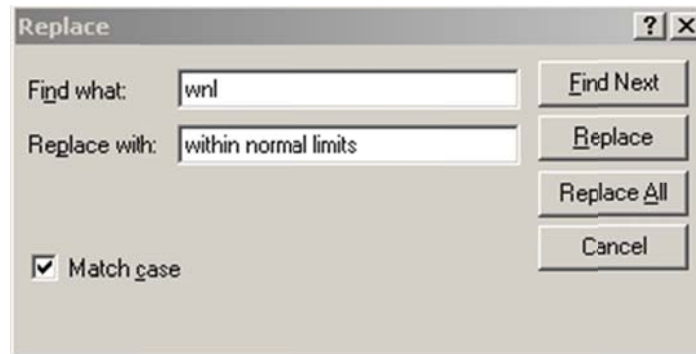 Replace
Find what: wnl
Find Next
Replace with: within normal limits
Replace
Replace All
Cancel
Match case